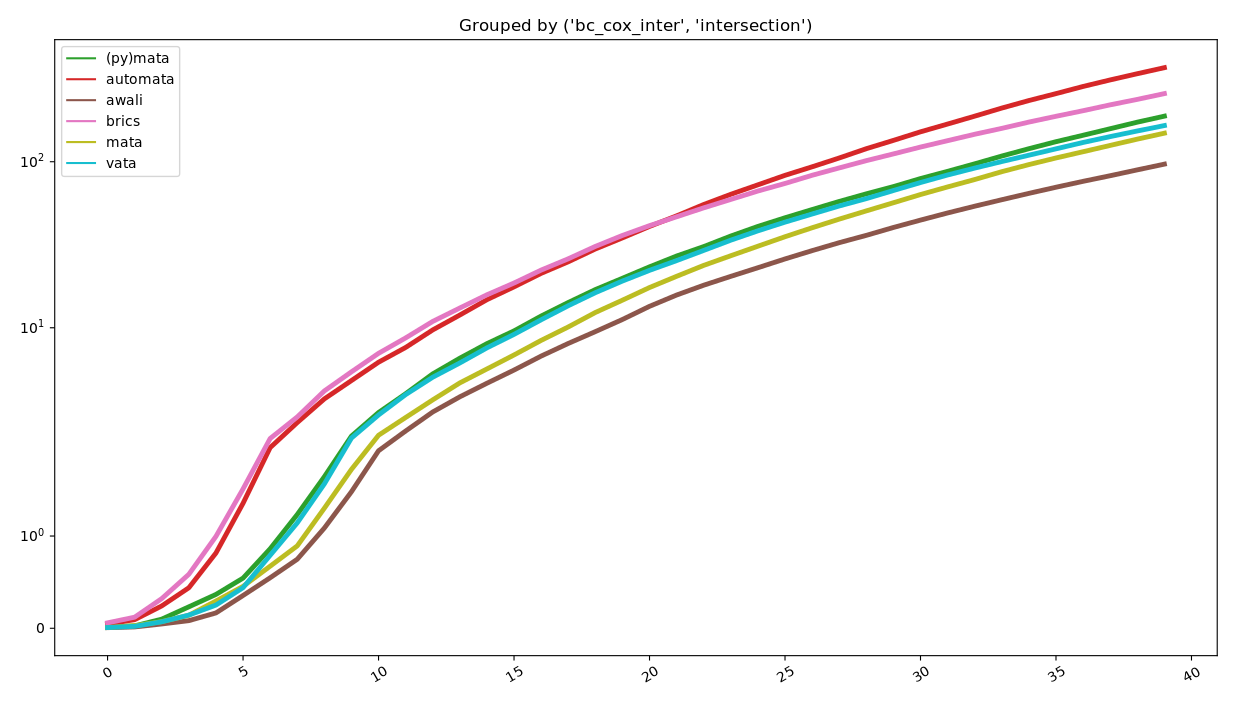 Grouped by ('bc_cox_inter', 'intersection')
(py)mata
automata
awali
brics
mata
vata
10²
10¹
10⁰
0
0 5 10 15 20 25 30 35 40